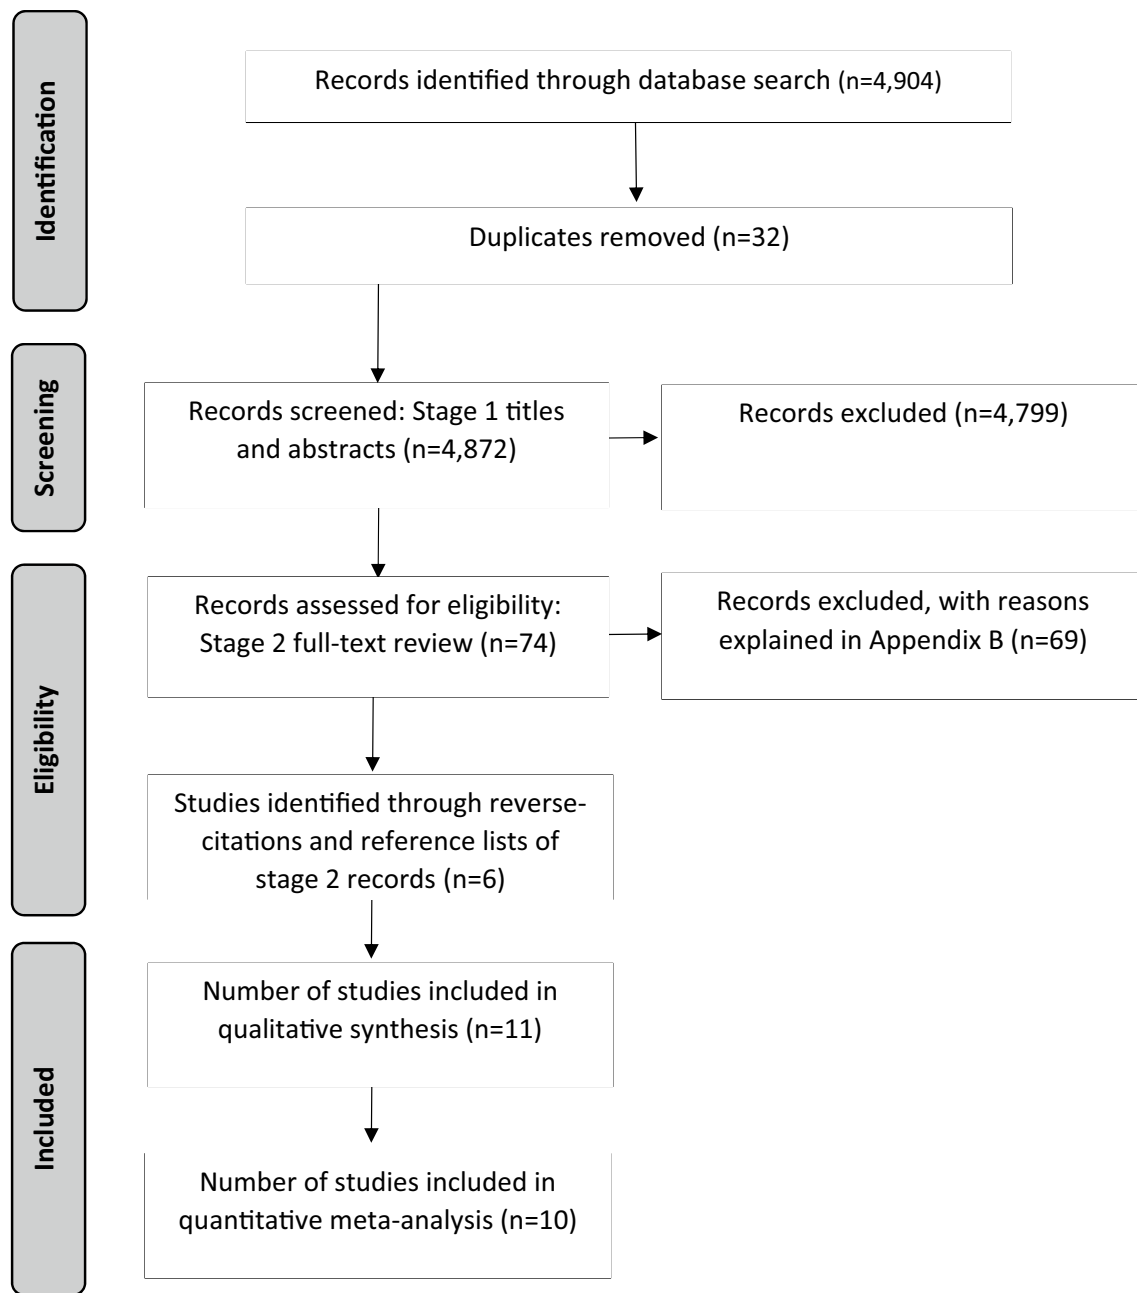 Identification
Records identified through database search (n=4,904)
Duplicates removed (n=32)
Screening
Records screened: Stage 1 titles
and abstracts (n=4,872)
Records excluded (n=4,799)
Eligibility
Records assessed for eligibility:
Stage 2 full-text review (n=74)
Records excluded, with reasons
explained in Appendix B (n=69)
Studies identified through reverse-
citations and reference lists of
stage 2 records (n=6)
Included
Number of studies included in
qualitative synthesis (n=11)
Number of studies included in
quantitative meta-analysis (n=10)